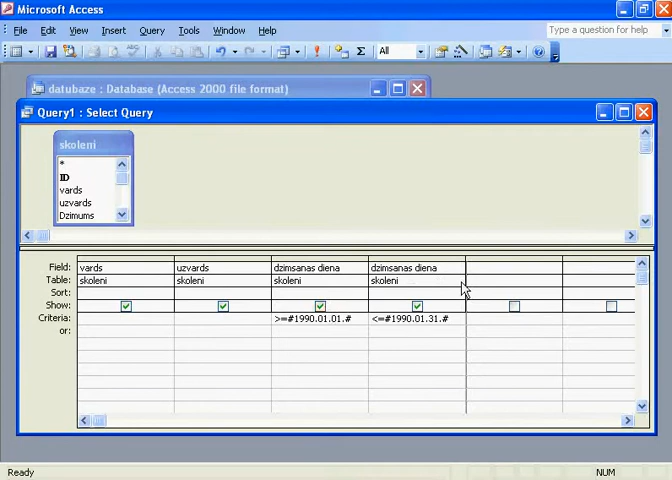 Microsoft Access
File Edit View Insert Query Tools Window Help
Type a question for help
All
datubaze : Database (Access 2000 file format)
Query1 : Select Query
skoleni
*
ID
vards
uzvards
Dzimums
Field: vards uzvards dzimsanas diena dzimsanas diena
Table: skoleni skoleni skoleni skoleni
Sort:
Show:
Criteria: >=#1990.01.01.# <=#1990.01.31.#
or:
Ready NUM